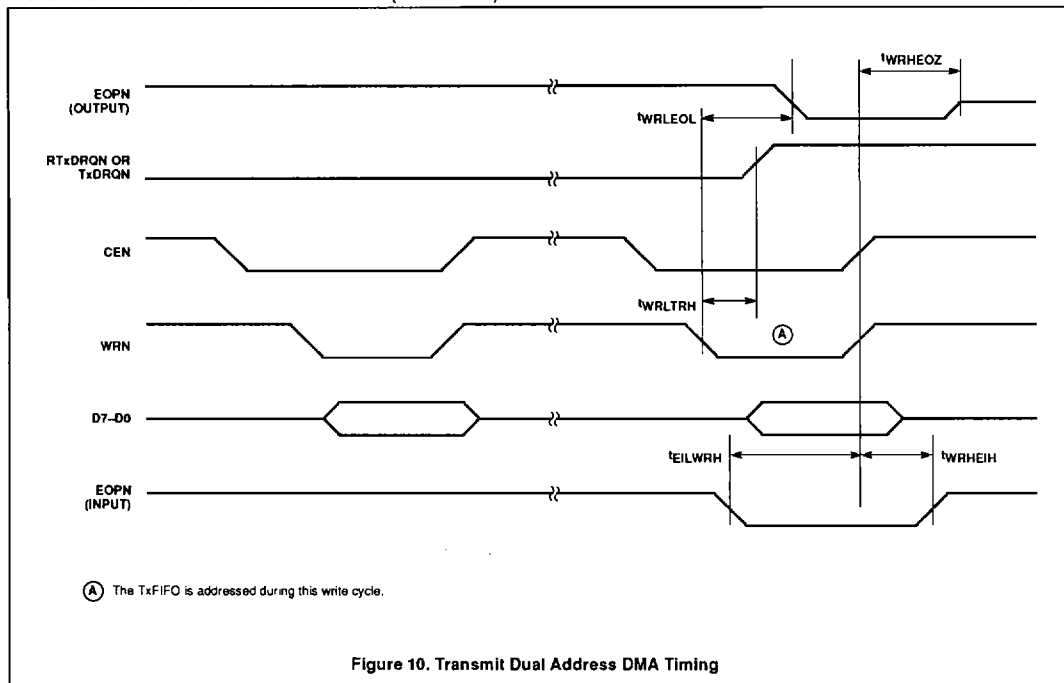 tWRHEOZ
EOPN
(OUTPUT)
tWRLEOL
RTxDRQN OR
TxDRQN
CEN
tWRLTRH
WRN
A
D7–D0
tEILWRH
tWRHEIH
EOPN
(INPUT)
A The TxFIFO is addressed during this write cycle.
Figure 10. Transmit Dual Address DMA Timing